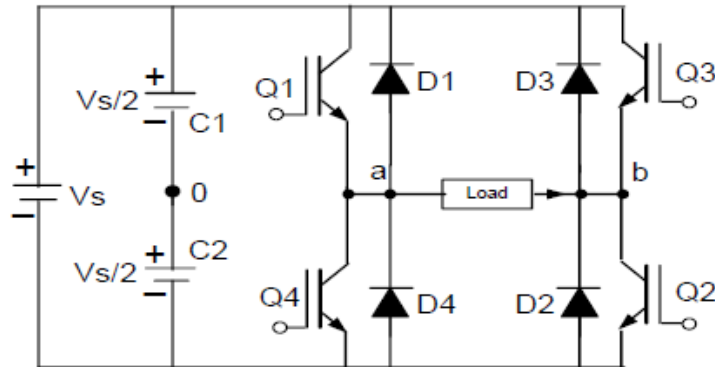 Q1
D1
D3
Q3
+
Vs/2
−
C1
+
Vs
−
0
a
Load
b
+
C2
Vs/2
−
Q4
D4
D2
Q2